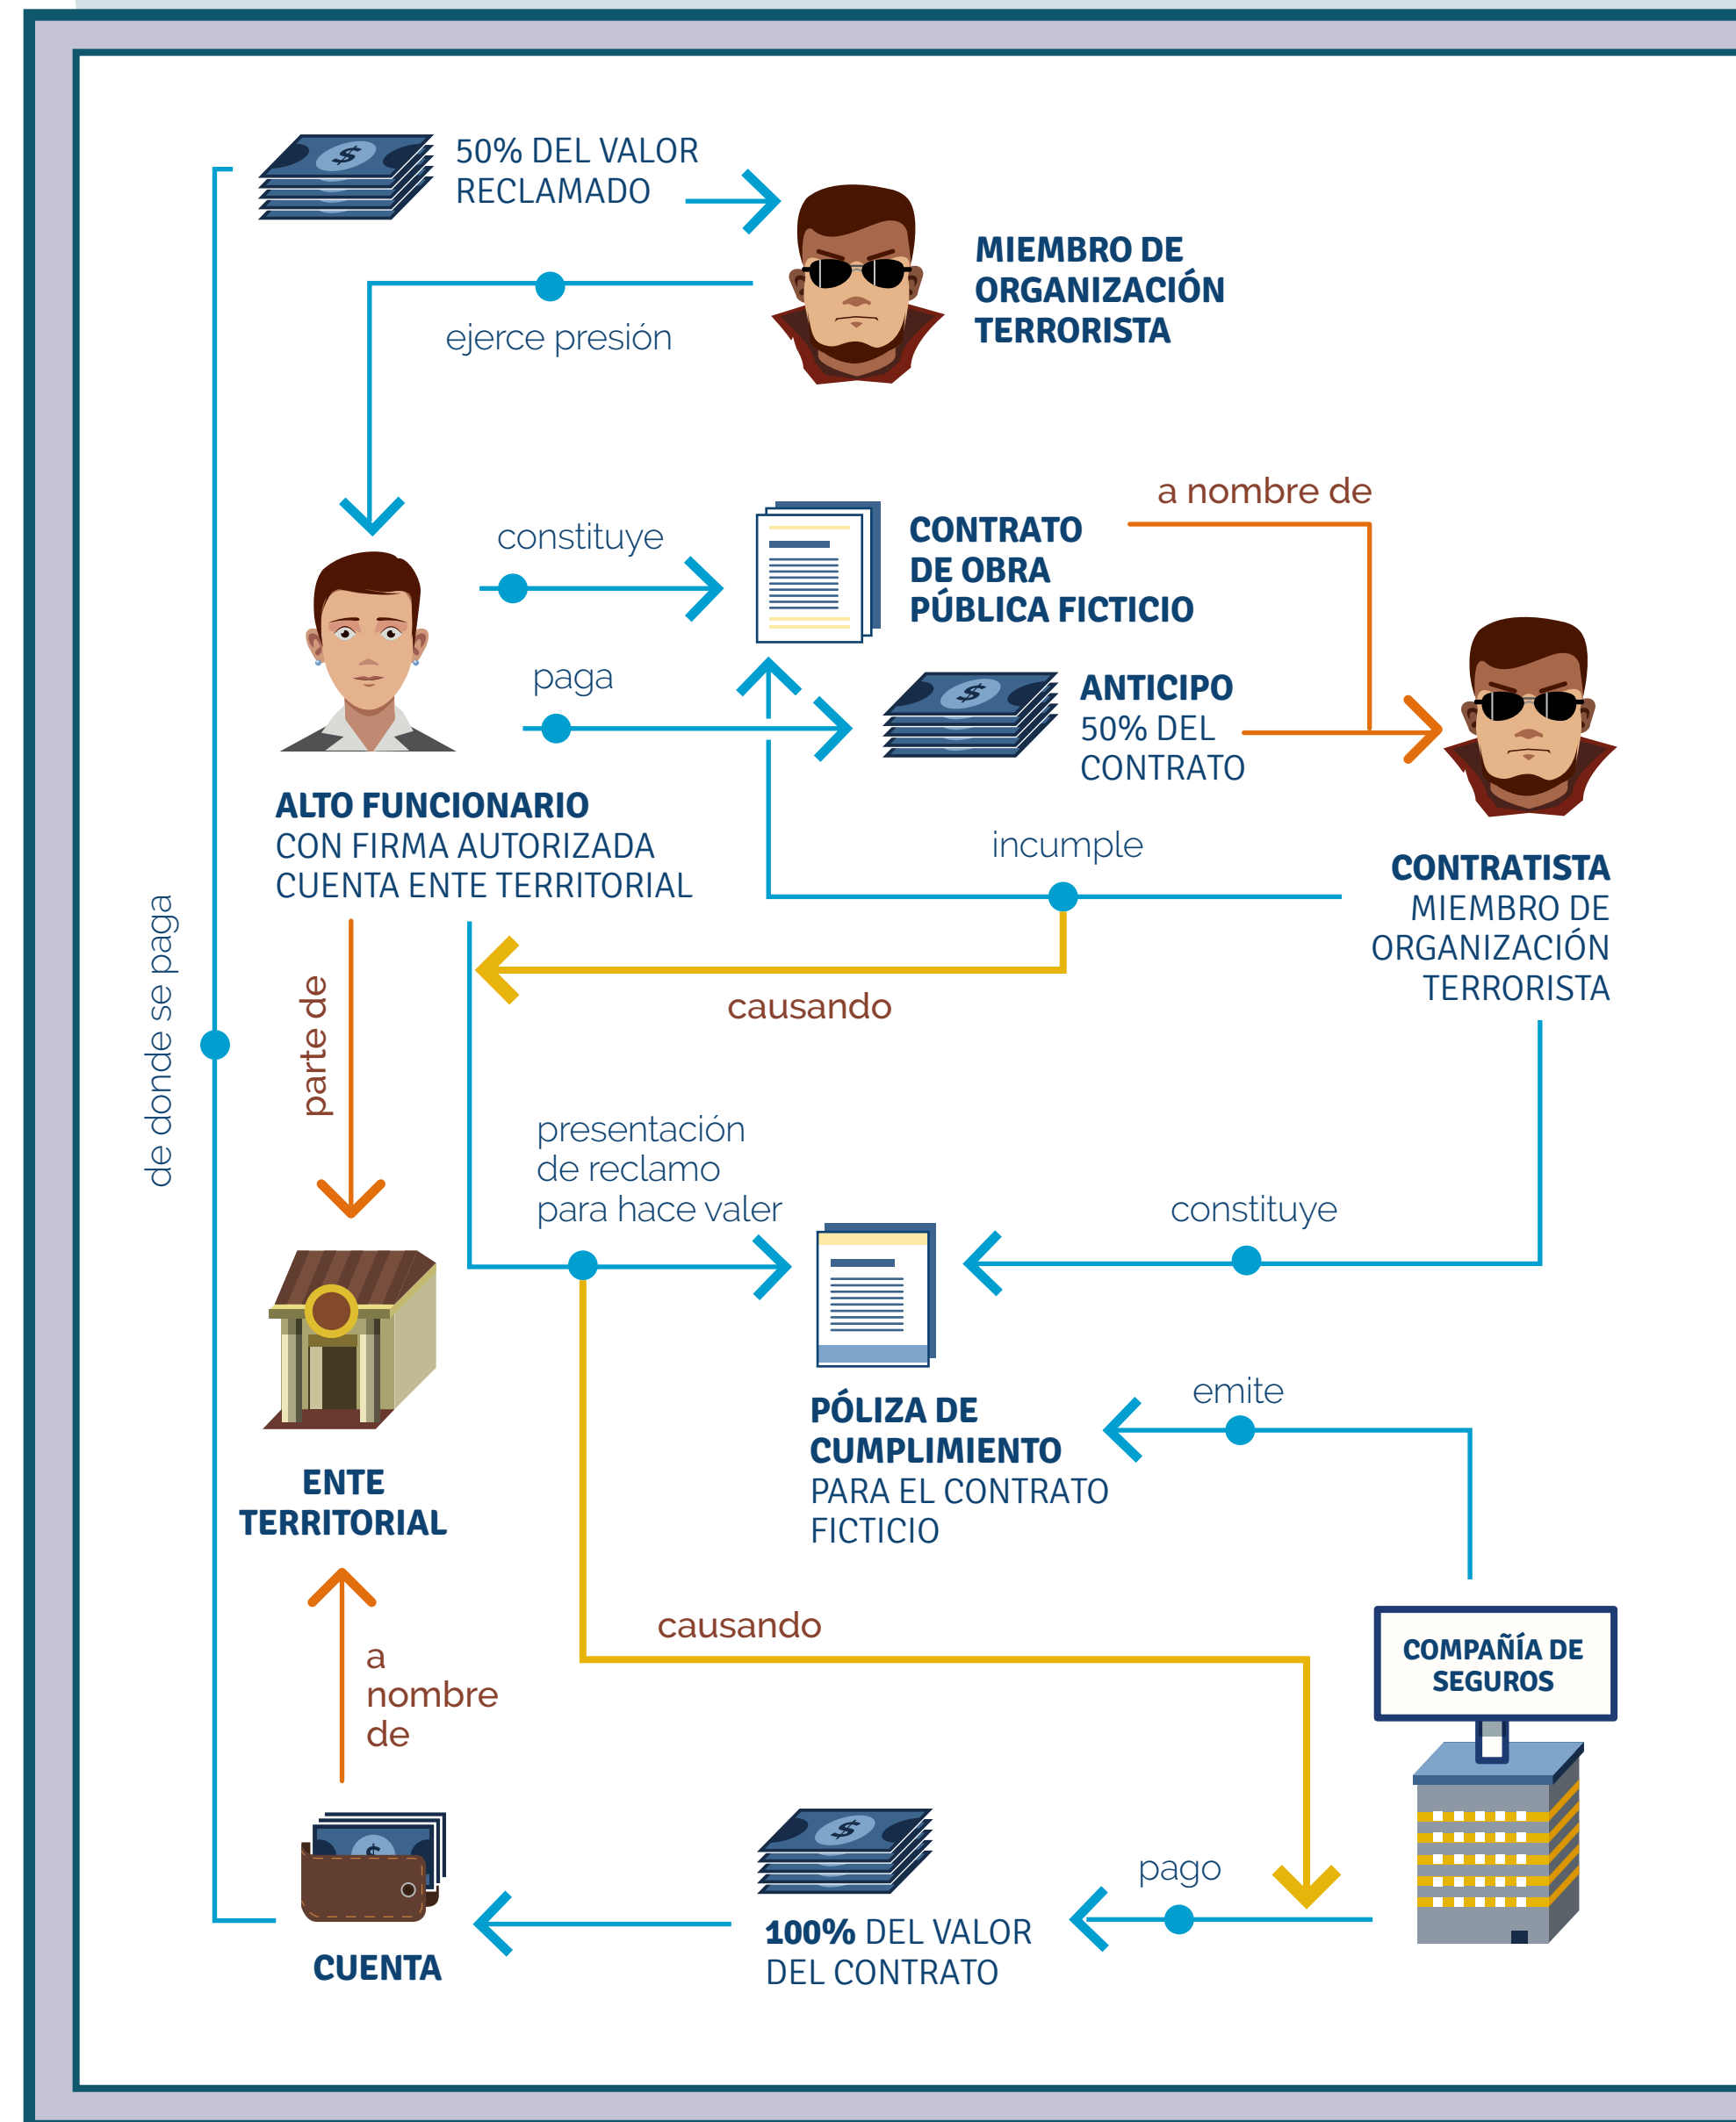 50% DEL VALOR
RECLAMADO
MIEMBRO DE
ORGANIZACIÓN
TERRORISTA
ejerce presión
a nombre de
constituye
CONTRATO
DE OBRA
PÚBLICA FICTICIO
paga
ANTICIPO
50% DEL
CONTRATO
ALTO FUNCIONARIO
CON FIRMA AUTORIZADA
CUENTA ENTE TERRITORIAL
incumple
CONTRATISTA
MIEMBRO DE
ORGANIZACIÓN
TERRORISTA
causando
de donde se paga
parte de
presentación
de reclamo
para hace valer
constituye
PÓLIZA DE
CUMPLIMIENTO
PARA EL CONTRATO
FICTICIO
emite
ENTE
TERRITORIAL
causando
COMPAÑÍA DE
SEGUROS
a
nombre
de
pago
100% DEL VALOR
DEL CONTRATO
CUENTA